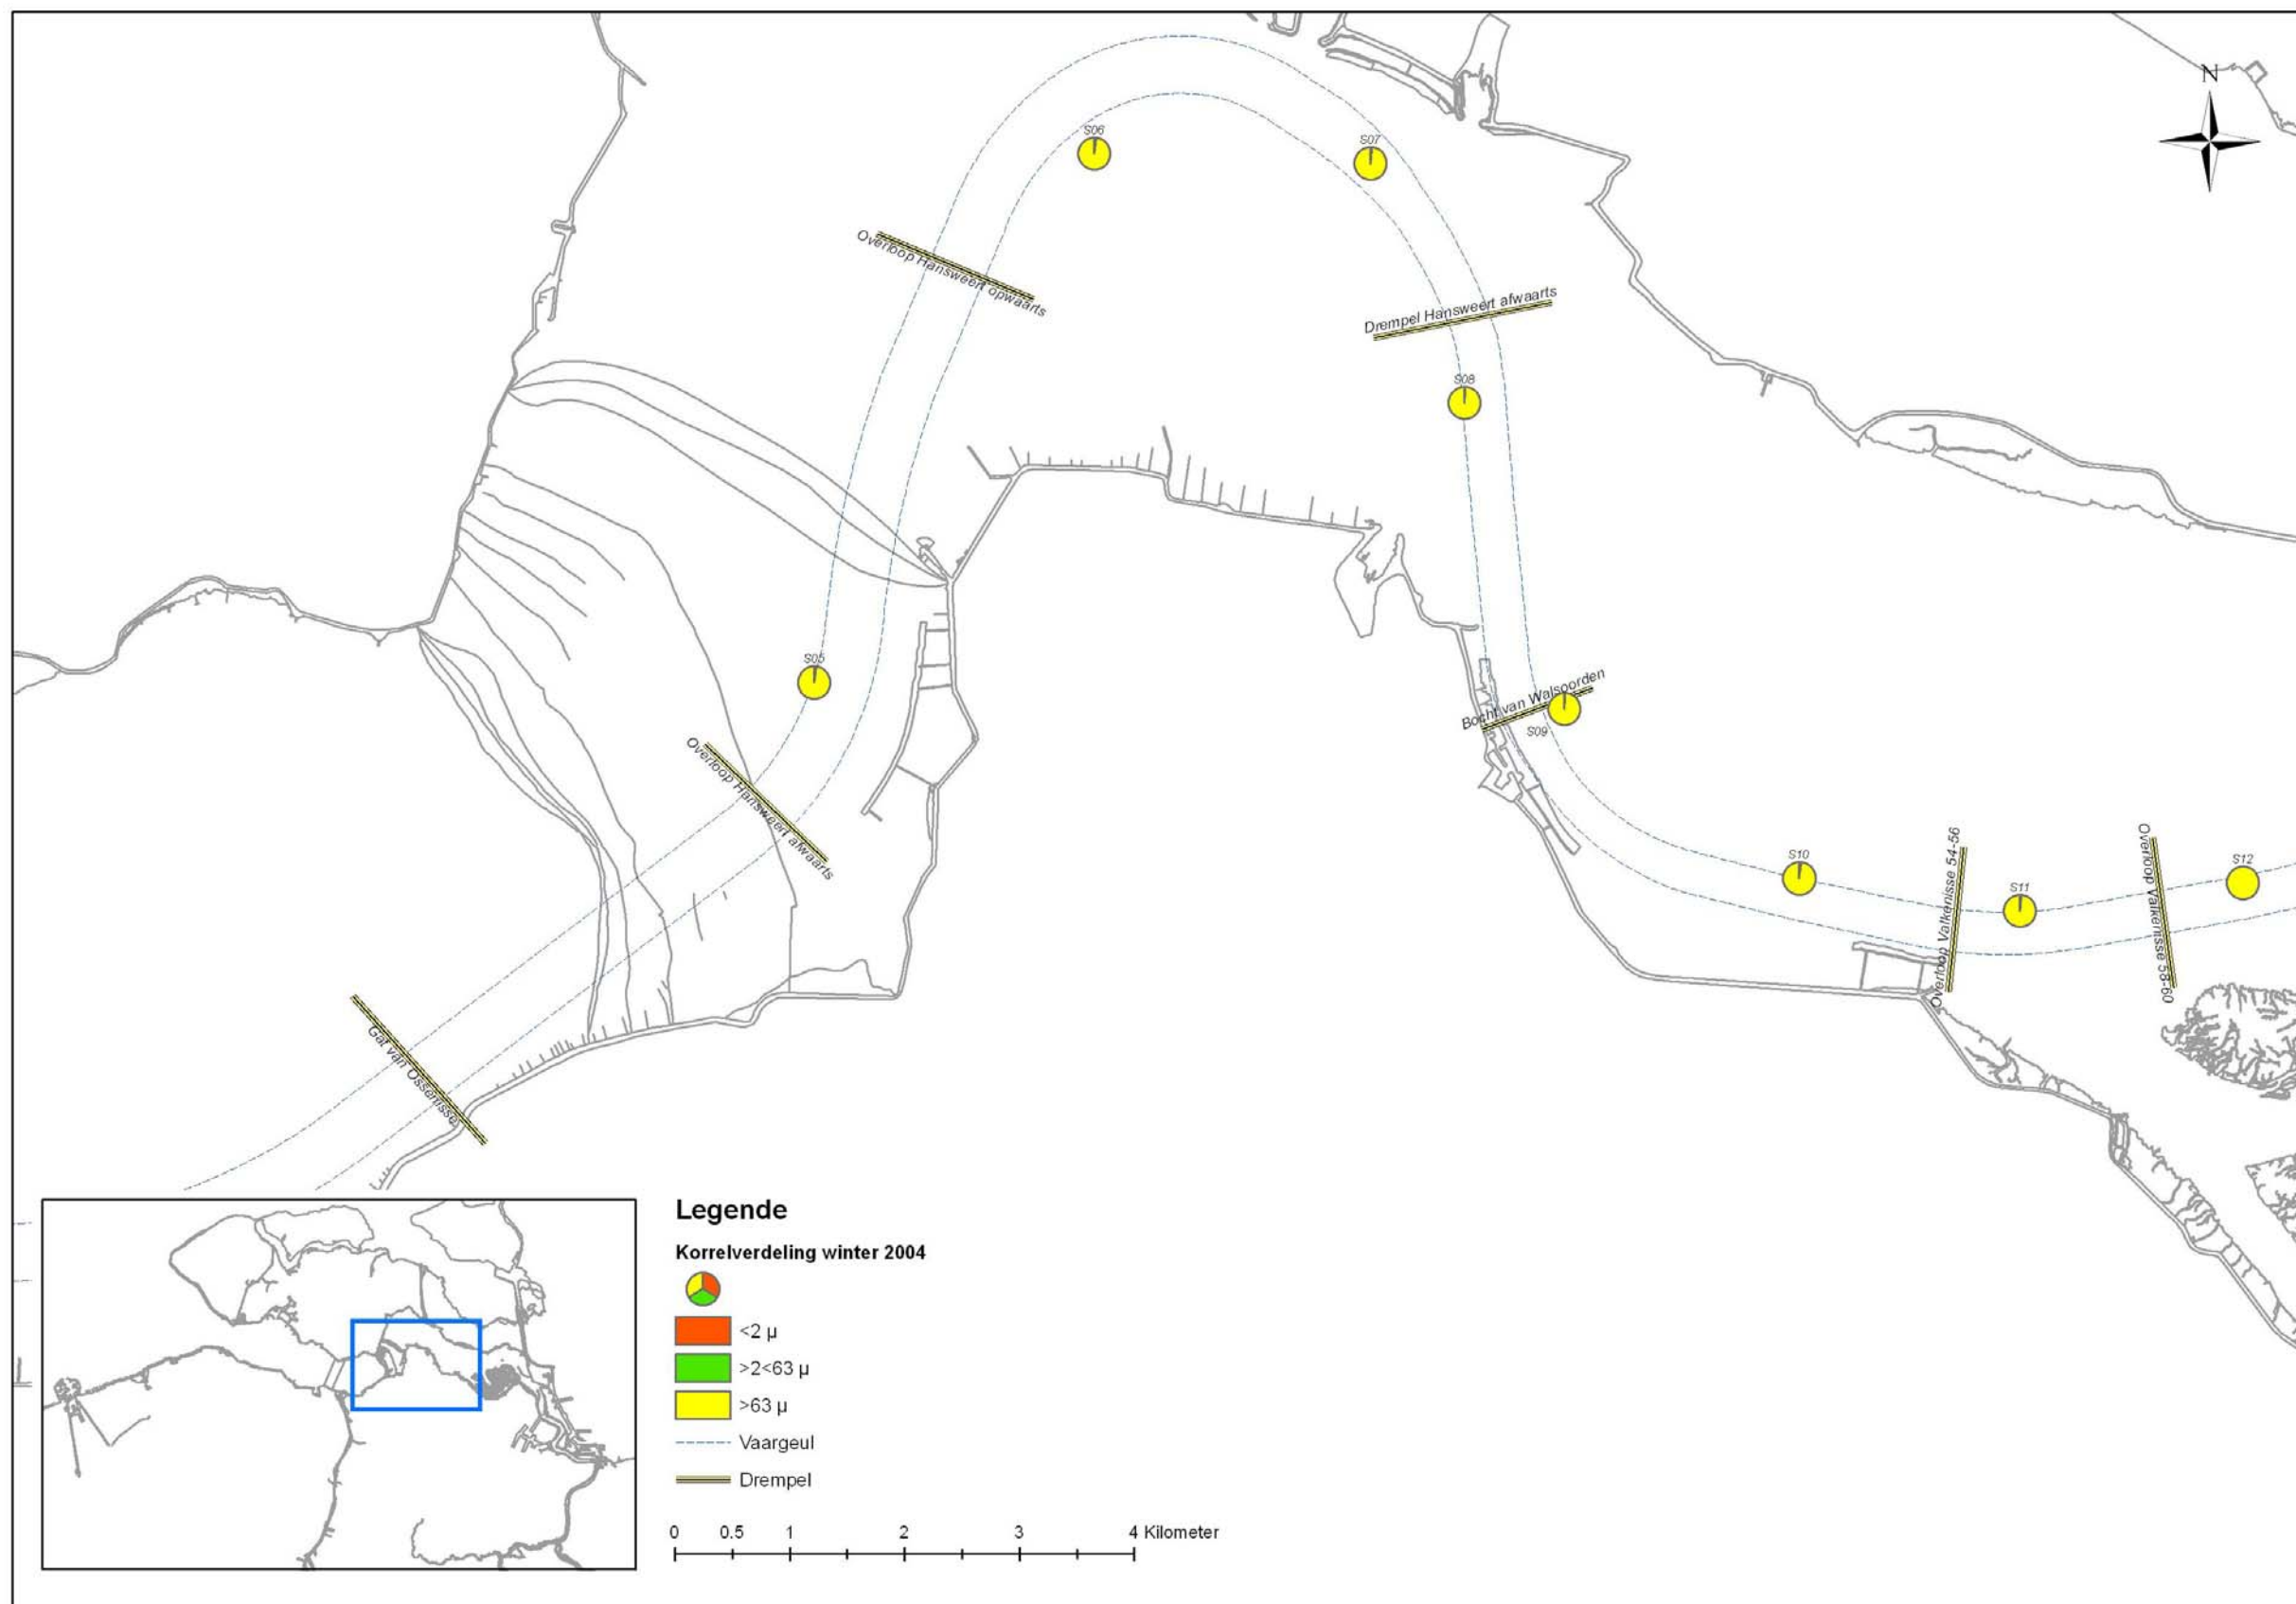 N
S06
S07
Overloop Hansweert opwaarts
Drempel Hansweert afwaarts
S08
S05
Bocht van Walsoorden
S09
Overloop Hansweert afwaarts
S10
Overloop Valkenisse 54-56
S11
Overloop Valkenisse 58-60
S12
Gat van Ossenisse
Legende
Korrelverdeling winter 2004
<2 µ
>2<63 µ
>63 µ
Vaargeul
Drempel
0 0.5 1 2 3 4 Kilometer